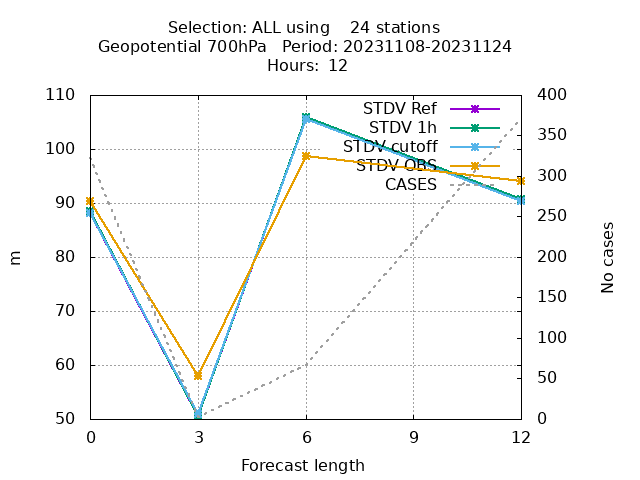 Selection: ALL using    24 stations
Geopotential 700hPa   Period: 20231108-20231124
Hours:  12
110
100
90
80
70
60
50
400
350
300
250
200
150
100
50
0
STDV Ref
STDV 1h
STDV cutoff
STDV OBS
CASES
m
No cases
0
3
6
9
12
Forecast length